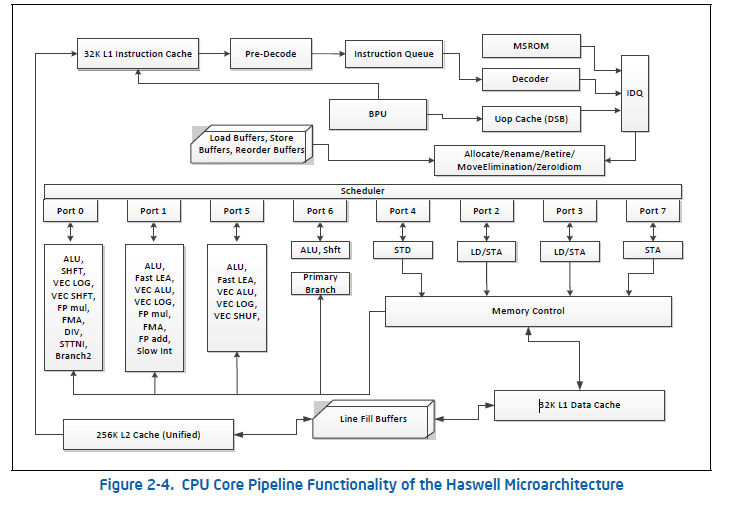 32K L1 Instruction Cache
Pre-Decode
Instruction Queue
MSROM
Decoder
IDQ
BPU
Uop Cache (DSB)
Load Buffers, Store
Buffers, Reorder Buffers
Allocate/Rename/Retire/
MoveElimination/ZeroIdiom
Scheduler
Port 0
Port 1
Port 5
Port 6
Port 4
Port 2
Port 3
Port 7
ALU,
SHFT,
VEC LOG,
VEC SHFT,
FP mul,
FMA,
DIV,
STTNI,
Branch2
ALU,
Fast LEA,
VEC ALU,
VEC LOG,
FP mul,
FMA,
FP add,
Slow Int
ALU,
Fast LEA,
VEC ALU,
VEC LOG,
VEC SHUF,
ALU, Shft
Primary
Branch
STD
LD/STA
LD/STA
STA
Memory Control
32K L1 Data Cache
Line Fill Buffers
256K L2 Cache (Unified)
Figure 2-4. CPU Core Pipeline Functionality of the Haswell Microarchitecture